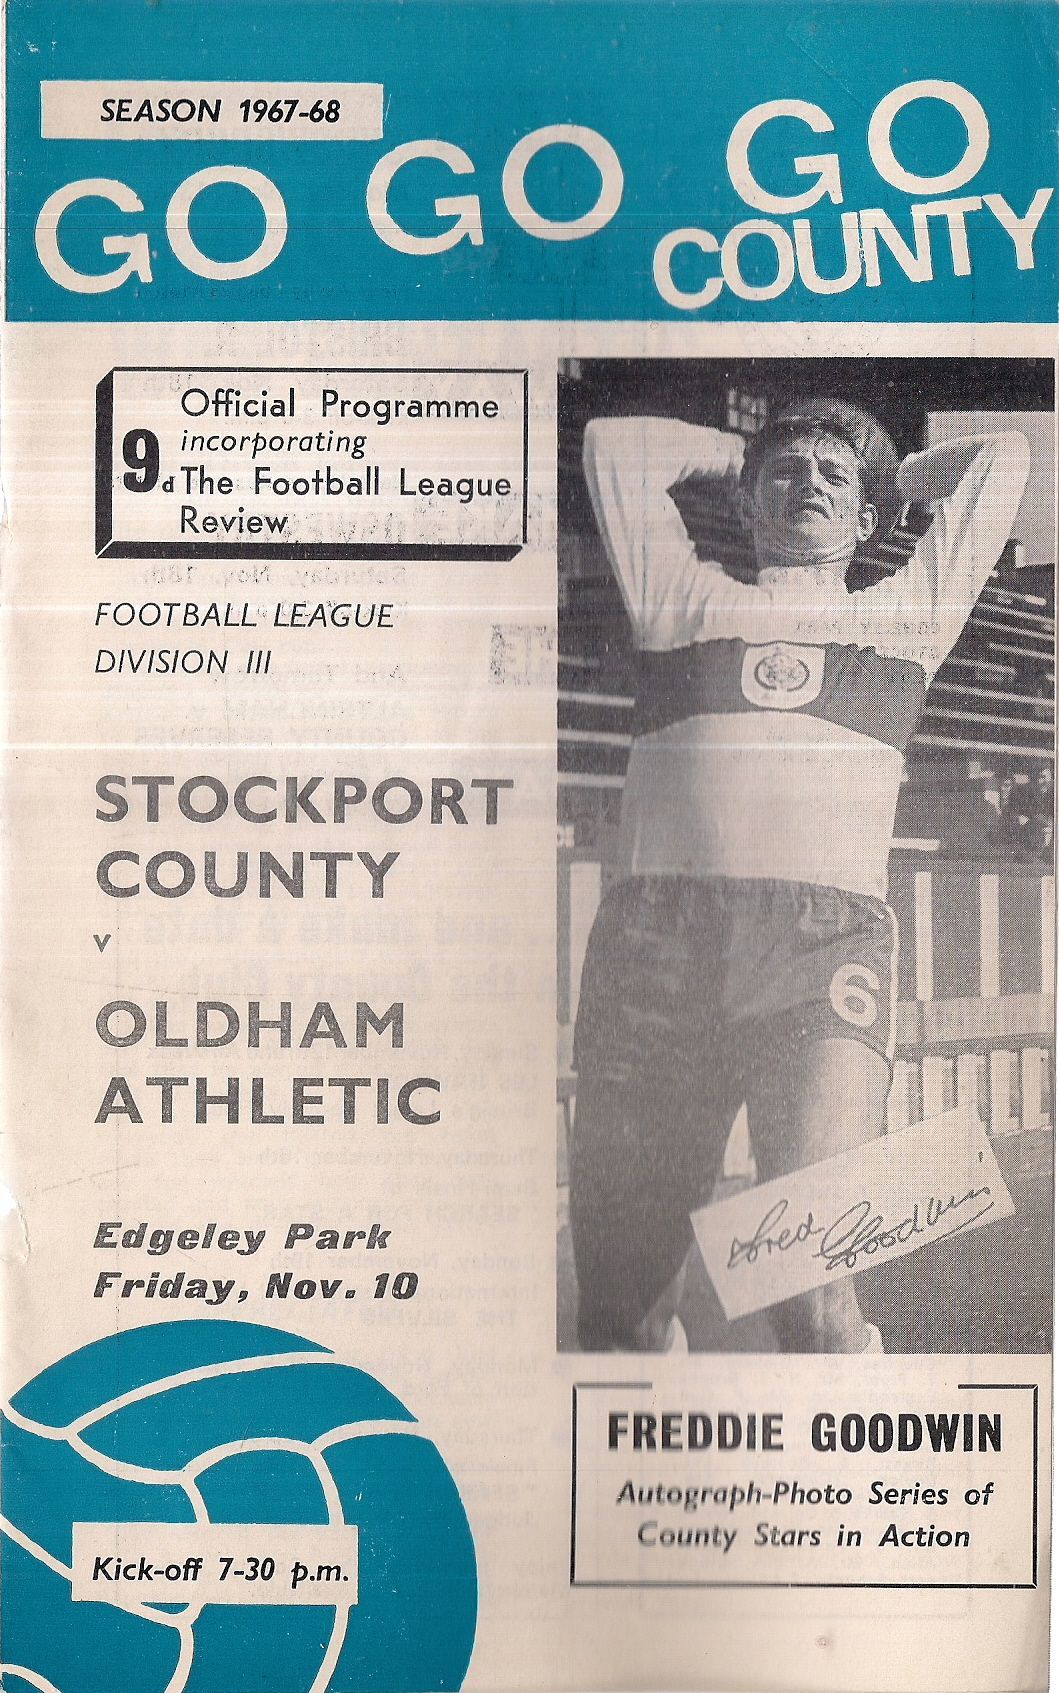 SEASON 1967-68
GO GO GO
COUNTY
Official Programme
incorporating
9d The Football League
Review
FOOTBALL LEAGUE
DIVISION III
STOCKPORT
COUNTY
v
OLDHAM
ATHLETIC
Edgeley Park
Friday, Nov. 10
6
Fred Goodwin
FREDDIE GOODWIN
Autograph-Photo Series of
County Stars in Action
Kick-off 7-30 p.m.